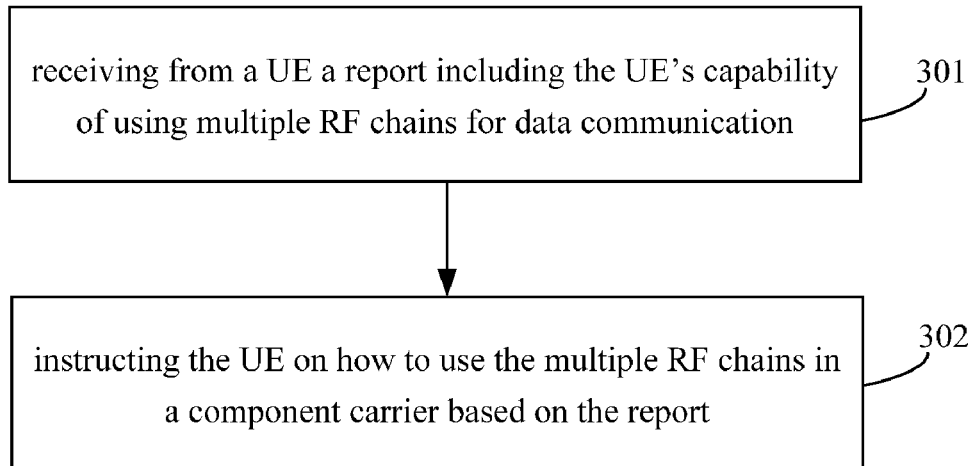 receiving from a UE a report including the UE's capability
of using multiple RF chains for data communication
301
instructing the UE on how to use the multiple RF chains in
a component carrier based on the report
302